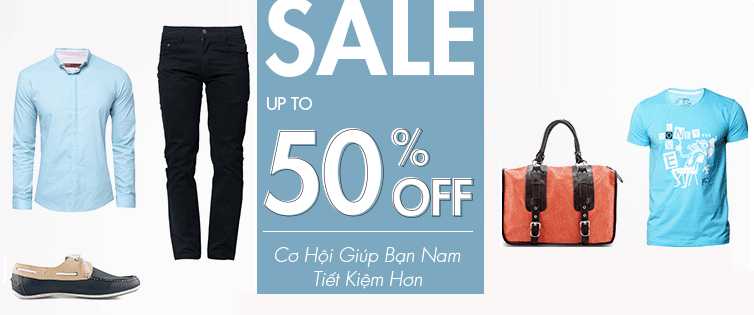 SALE
UP TO
50% OFF
Cơ Hội Giúp Bạn Nam
Tiết Kiệm Hơn